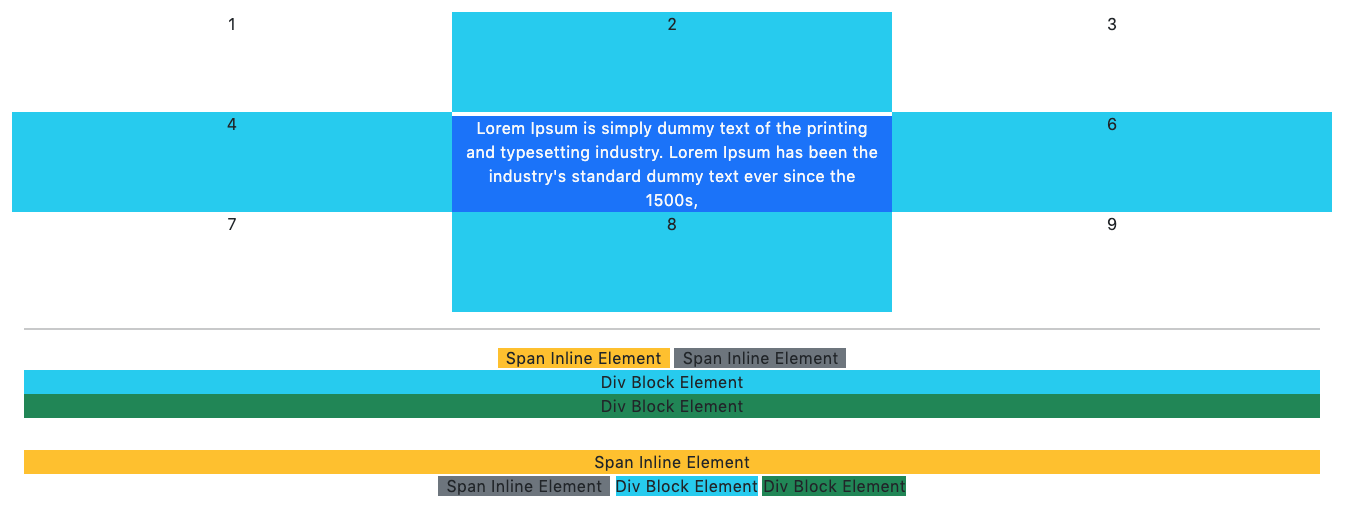 1
2
3
4
Lorem Ipsum is simply dummy text of the printing
and typesetting industry. Lorem Ipsum has been the
industry's standard dummy text ever since the
1500s,
6
7
8
9
Span Inline Element
Span Inline Element
Div Block Element
Div Block Element
Span Inline Element
Span Inline Element
Div Block Element
Div Block Element